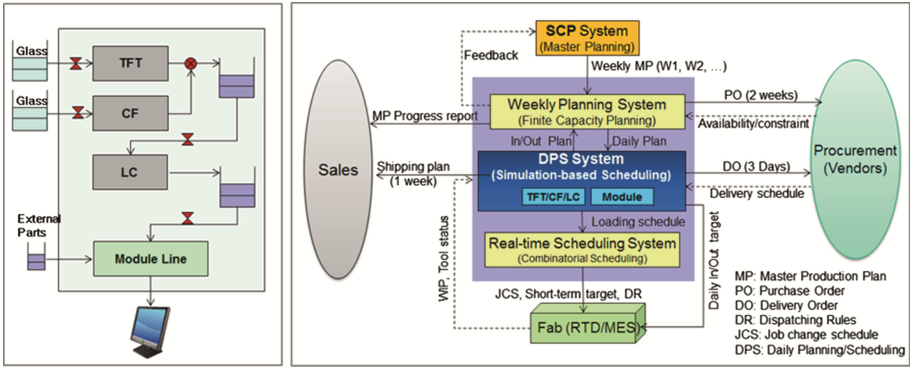 Glass
TFT
Glass
CF
LC
External
Parts
Module Line
SCP System
(Master Planning)
Feedback
Weekly MP (W1, W2, ...)
Weekly Planning System
(Finite Capacity Planning)
PO (2 weeks)
Availability/constraint
MP Progress report
In/Out Plan
Daily Plan
DPS System
(Simulation-based Scheduling)
TFT/CF/LC
Module
Sales
Shipping plan
(1 week)
DO (3 Days)
Delivery schedule
Procurement
(Vendors)
Loading schedule
Real-time Scheduling System
(Combinatorial Scheduling)
WIP, Tool status
Daily In/Out target
JCS, Short-term target, DR
Fab (RTD/MES)
MP: Master Production Plan
PO: Purchase Order
DO: Delivery Order
DR: Dispatching Rules
JCS: Job change schedule
DPS: Daily Planning/Scheduling